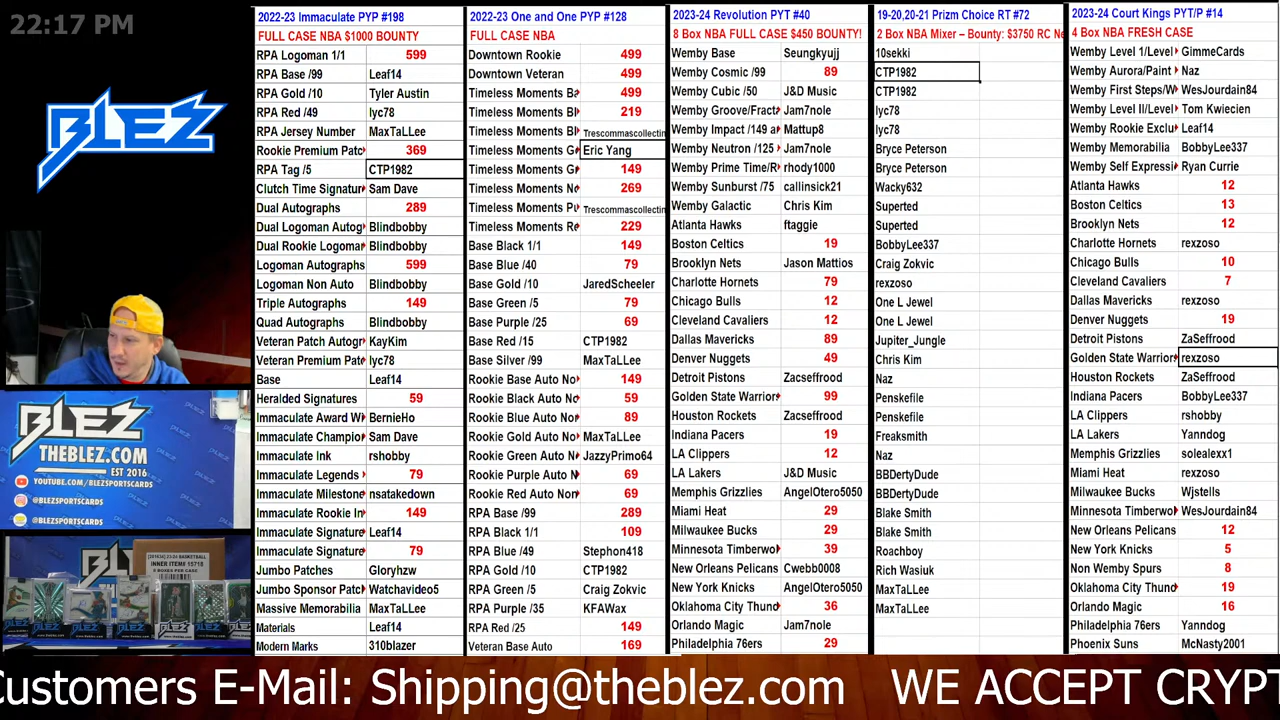 22:17 PM
BLEZ
BLEZ
THEBLEZ.COM
EST 2016
YOUTUBE.COM/BLEZSPORTSCARDS
@BLEZSPORTSCARDS
@BLEZSPORTSCARDS
INNER ITEM# 15710
2022-23 Immaculate PYP #198
FULL CASE NBA $1000 BOUNTY
RPA Logoman 1/1 599
RPA Base /99 Leaf14
RPA Gold /10 Tyler Austin
RPA Red /49 lyc78
RPA Jersey Number MaxTaLLee
Rookie Premium Patc 369
RPA Tag /5 CTP1982
Clutch Time Signatur Sam Dave
Dual Autographs 289
Dual Logoman Autog Blindbobby
Dual Rookie Logomar Blindbobby
Logoman Autographs 599
Logoman Non Auto Blindbobby
Triple Autographs 149
Quad Autographs Blindbobby
Veteran Patch Autogr KayKim
Veteran Premium Pate lyc78
Base Leaf14
Heralded Signatures 59
Immaculate Award W BernieHo
Immaculate Champio Sam Dave
Immaculate Ink rshobby
Immaculate Legends 79
Immaculate Milestone nsatakedown
Immaculate Rookie In 149
Immaculate Signature Leaf14
Immaculate Signature 79
Jumbo Patches Gloryhzw
Jumbo Sponsor Patc Watchavideo5
Massive Memorabilia MaxTaLLee
Materials Leaf14
Modern Marks 310blazer
2022-23 One and One PYP #128
FULL CASE NBA
Downtown Rookie 499
Downtown Veteran 499
Timeless Moments Ba 499
Timeless Moments Bl 219
Timeless Moments Bl Trescommascollectin
Timeless Moments G Eric Yang
Timeless Moments G 149
Timeless Moments No 269
Timeless Moments Pu Trescommascollectin
Timeless Moments Re 229
Base Black 1/1 149
Base Blue /40 79
Base Gold /10 JaredScheeler
Base Green /5 79
Base Purple /25 69
Base Red /15 CTP1982
Base Silver /99 MaxTaLLee
Rookie Base Auto No 149
Rookie Black Auto No 59
Rookie Blue Auto No 89
Rookie Gold Auto No MaxTaLLee
Rookie Green Auto N JazzyPrimo64
Rookie Purple Auto N 69
Rookie Red Auto Non 69
RPA Base /99 289
RPA Black 1/1 109
RPA Blue /49 Stephon418
RPA Gold /10 CTP1982
RPA Green /5 Craig Zokvic
RPA Purple /35 KFAWax
RPA Red /25 149
Veteran Base Auto 169
2023-24 Revolution PYT #40
8 Box NBA FULL CASE $450 BOUNTY!
Wemby Base Seungkyujj
Wemby Cosmic /99 89
Wemby Cubic /50 J&D Music
Wemby Groove/Fract Jam7nole
Wemby Impact /149 a Mattup8
Wemby Neutron /125 Jam7nole
Wemby Prime Time/R rhody1000
Wemby Sunburst /75 callinsick21
Wemby Galactic Chris Kim
Atlanta Hawks ftaggie
Boston Celtics 19
Brooklyn Nets Jason Mattios
Charlotte Hornets 79
Chicago Bulls 12
Cleveland Cavaliers 12
Dallas Mavericks 89
Denver Nuggets 49
Detroit Pistons Zacseffrood
Golden State Warriors 99
Houston Rockets Zacseffrood
Indiana Pacers 19
LA Clippers 12
LA Lakers J&D Music
Memphis Grizzlies AngelOtero5050
Miami Heat 29
Milwaukee Bucks 29
Minnesota Timberwo 39
New Orleans Pelicans Cwebb0008
New York Knicks AngelOtero5050
Oklahoma City Thund 36
Orlando Magic Jam7nole
Philadelphia 76ers 29
19-20,20-21 Prizm Choice RT #72
2 Box NBA Mixer – Bounty: $3750 RC Ne
10sekki
CTP1982
CTP1982
lyc78
lyc78
Bryce Peterson
Bryce Peterson
Wacky632
Superted
Superted
BobbyLee337
Craig Zokvic
rexzoso
One L Jewel
One L Jewel
Jupiter_Jungle
Chris Kim
Naz
Penskefile
Penskefile
Freaksmith
Naz
BBDertyDude
BBDertyDude
Blake Smith
Blake Smith
Roachboy
Rich Wasiuk
MaxTaLLee
MaxTaLLee
2023-24 Court Kings PYT/P #14
4 Box NBA FRESH CASE
Wemby Level 1/Level GimmeCards
Wemby Aurora/Paint Naz
Wemby First Steps/W WesJourdain84
Wemby Level II/Level Tom Kwiecien
Wemby Rookie Exclu Leaf14
Wemby Memorabilia BobbyLee337
Wemby Self Expressi Ryan Currie
Atlanta Hawks 12
Boston Celtics 13
Brooklyn Nets 12
Charlotte Hornets rexzoso
Chicago Bulls 10
Cleveland Cavaliers 7
Dallas Mavericks rexzoso
Denver Nuggets 19
Detroit Pistons ZaSeffrood
Golden State Warrior rexzoso
Houston Rockets ZaSeffrood
Indiana Pacers BobbyLee337
LA Clippers rshobby
LA Lakers Yanndog
Memphis Grizzlies solealexx1
Miami Heat rexzoso
Milwaukee Bucks Wjstells
Minnesota Timberwo WesJourdain84
New Orleans Pelicans 12
New York Knicks 5
Non Wemby Spurs 8
Oklahoma City Thund 19
Orlando Magic 16
Philadelphia 76ers Yanndog
Phoenix Suns McNasty2001
Customers E-Mail: Shipping@theblez.com WE ACCEPT CRYPT